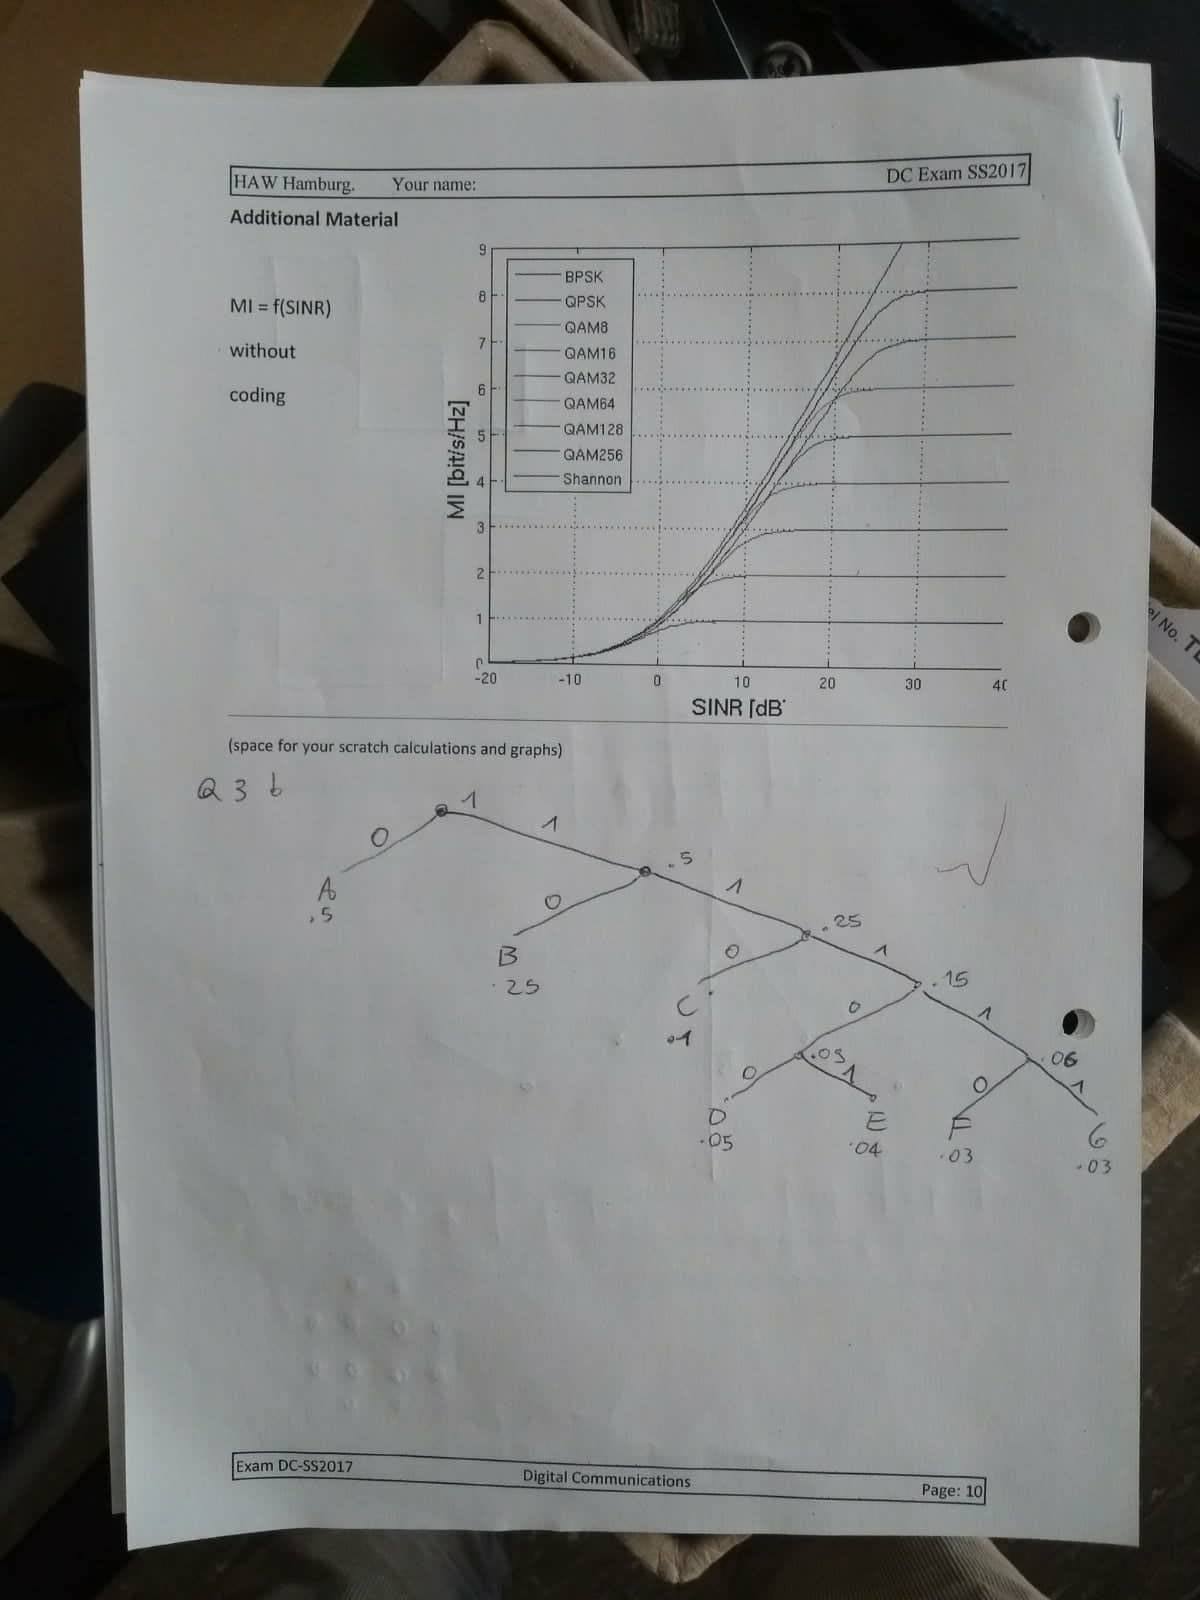 HAW Hamburg. Your name: DC Exam SS2017
Additional Material
MI = f(SINR)
without
coding
9
8
7
6
5
4
3
2
1
0
MI [bit/s/Hz]
BPSK
QPSK
QAM8
QAM16
QAM32
QAM64
QAM128
QAM256
Shannon
-20 -10 0 10 20 30
SINR [dB
(space for your scratch calculations and graphs)
Q 3 b
1
0 1
A .5
.5
0 1
B .25
.25
0 1
C .15
.1
0 1
.09 .06
0 1 0 1
D E F G
.05 .04 .03 .03
Exam DC-SS2017 Digital Communications Page: 10